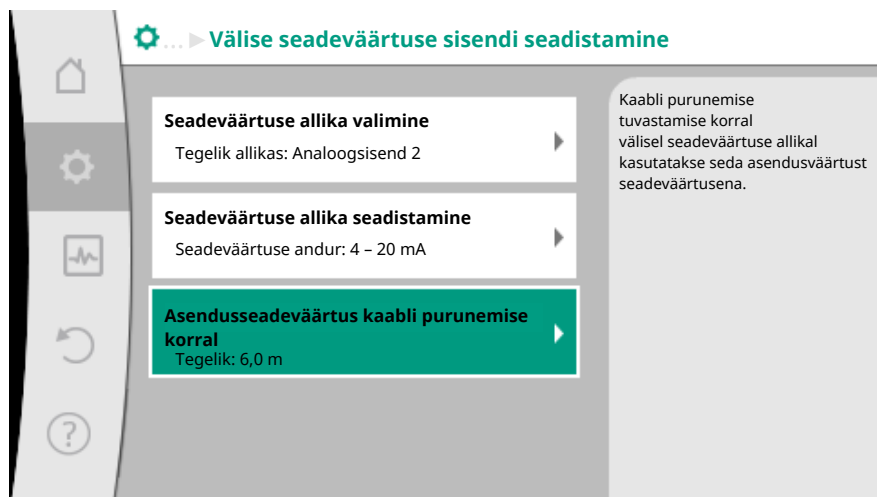 ... ▶ Välise seadeväärtuse sisendi seadistamine
Seadeväärtuse allika valimine
Tegelik allikas: Analoogsisend 2
Seadeväärtuse allika seadistamine
Seadeväärtuse andur: 4 – 20 mA
Asendusseadeväärtus kaabli purunemise
korral
Tegelik: 6,0 m
Kaabli purunemise
tuvastamise korral
välisel seadeväärtuse allikal
kasutatakse seda asendusväärtust
seadeväärtusena.
?